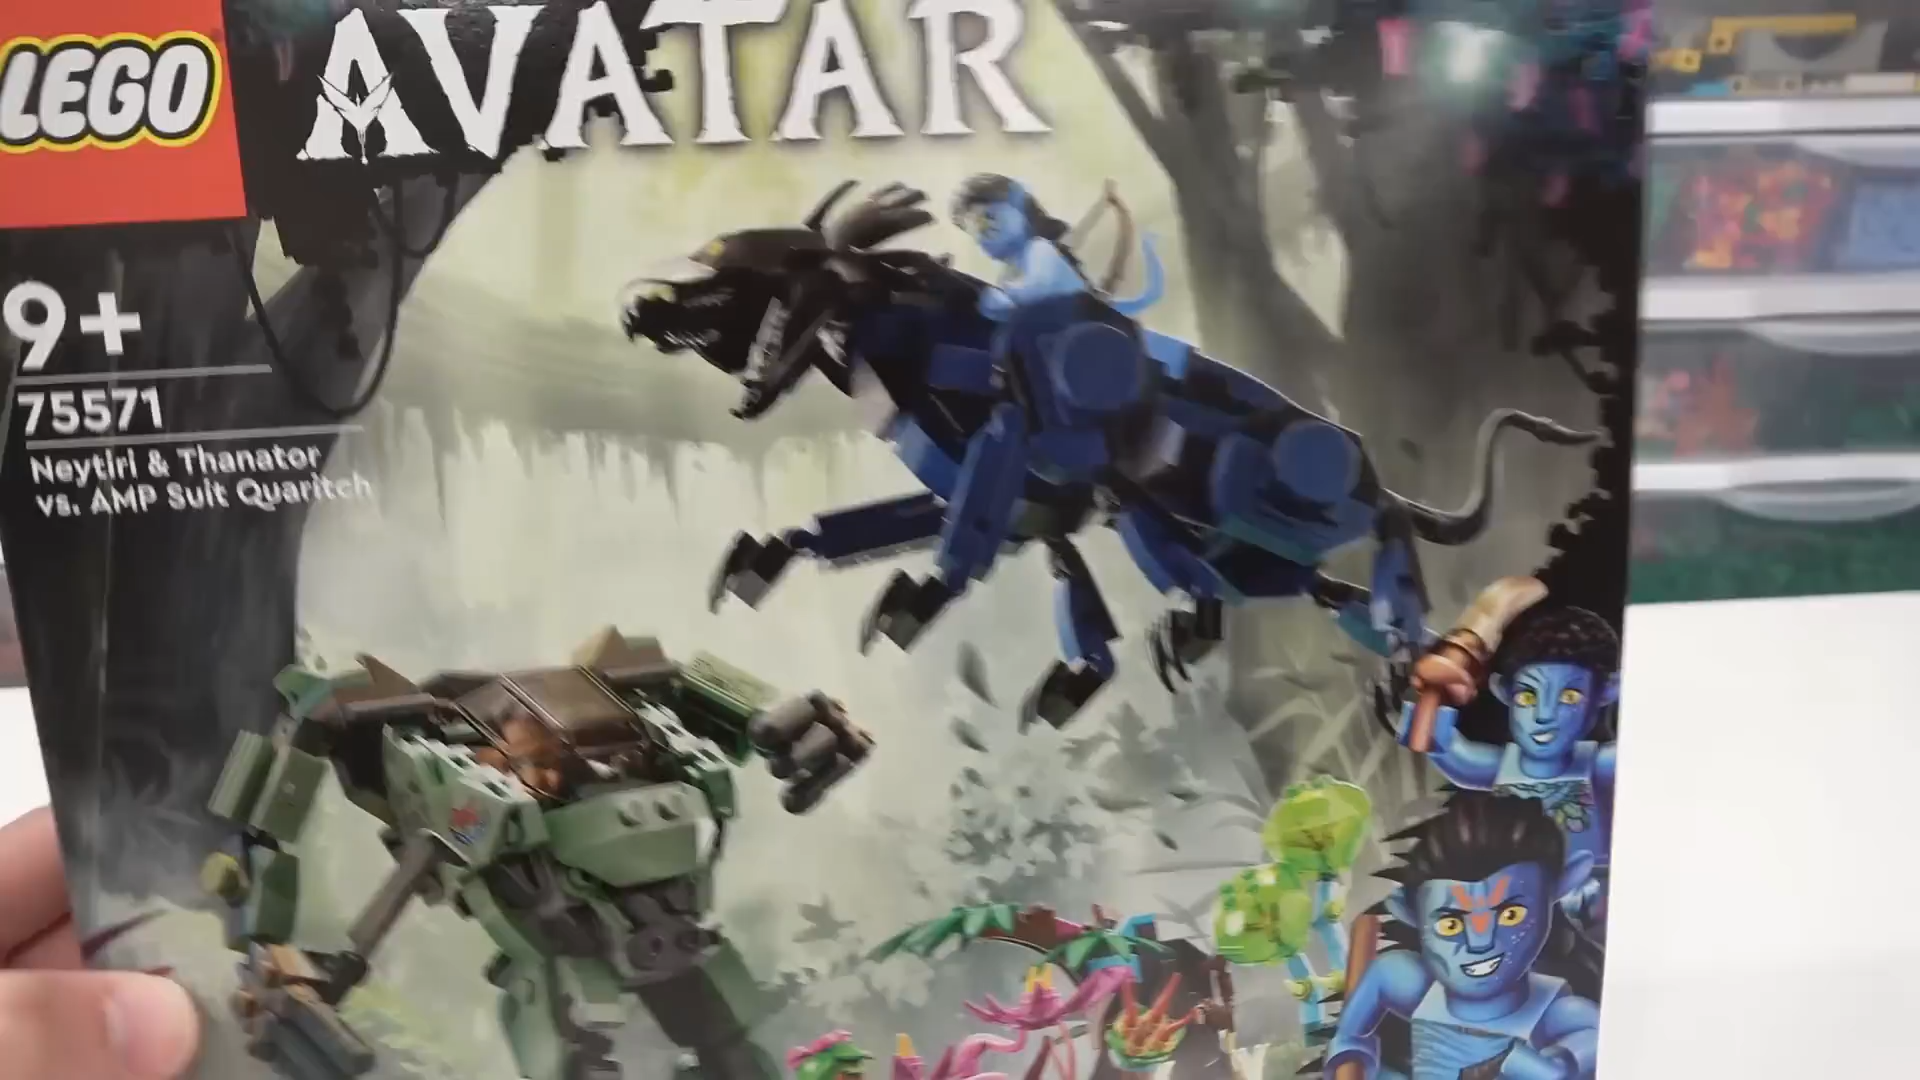 LEGO
AVATAR
9+
75571
Neytiri & Thanator
vs. AMP Suit Quaritch